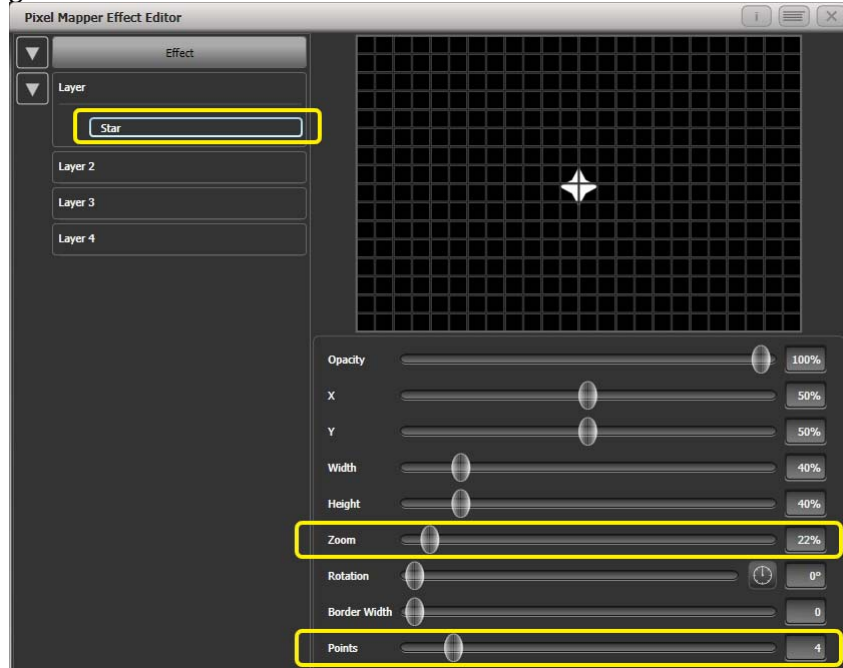 Pixel Mapper Effect Editor
Effect
Layer
Star
Layer 2
Layer 3
Layer 4
Opacity 100%
X 50%
Y 50%
Width 40%
Height 40%
Zoom 22%
Rotation 0°
Border Width 0
Points 4